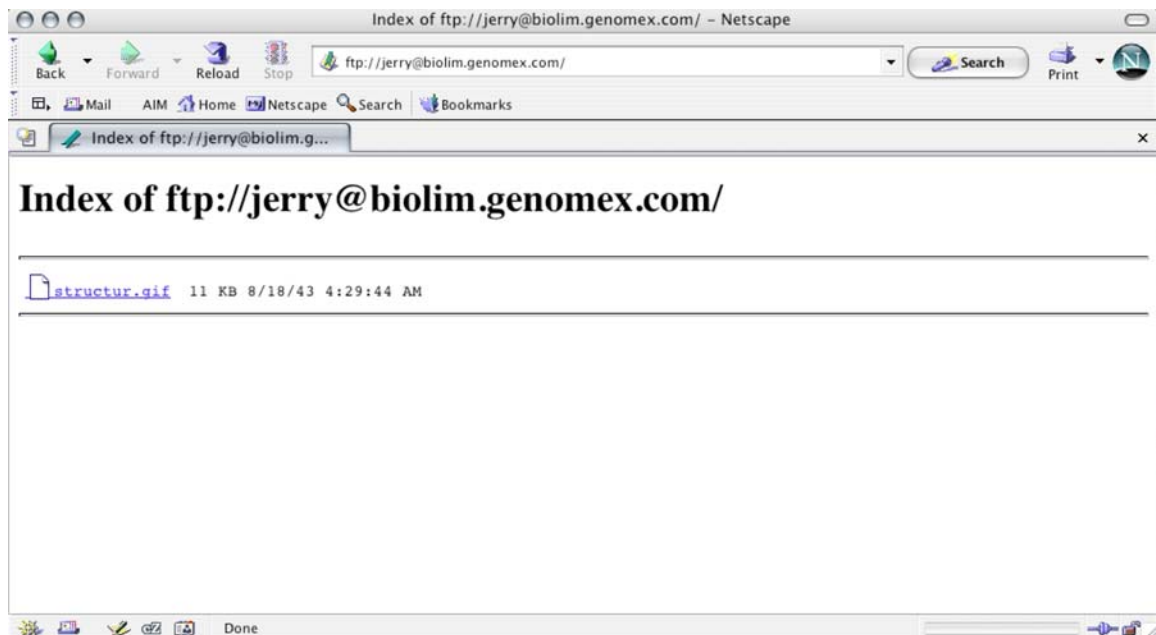 Index of ftp://jerry@biolim.genomex.com/ – Netscape
Back Forward Reload Stop ftp://jerry@biolim.genomex.com/ Search Print N
Mail AIM Home my Netscape Search Bookmarks
Index of ftp://jerry@biolim.g...
Index of ftp://jerry@biolim.genomex.com/
structur.gif 11 KB 8/18/43 4:29:44 AM
Done